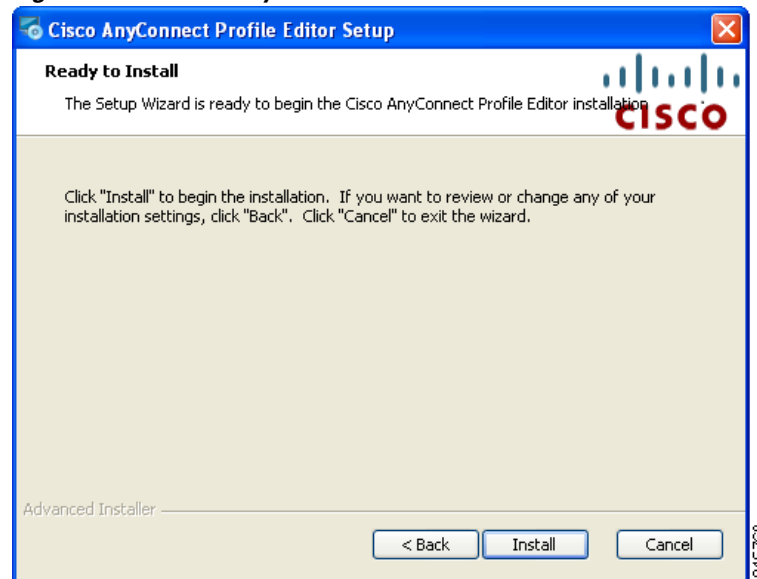 Cisco AnyConnect Profile Editor Setup
Ready to Install
The Setup Wizard is ready to begin the Cisco AnyConnect Profile Editor installation
CISCO
Click "Install" to begin the installation. If you want to review or change any of your
installation settings, click "Back". Click "Cancel" to exit the wizard.
Advanced Installer
< Back
Install
Cancel